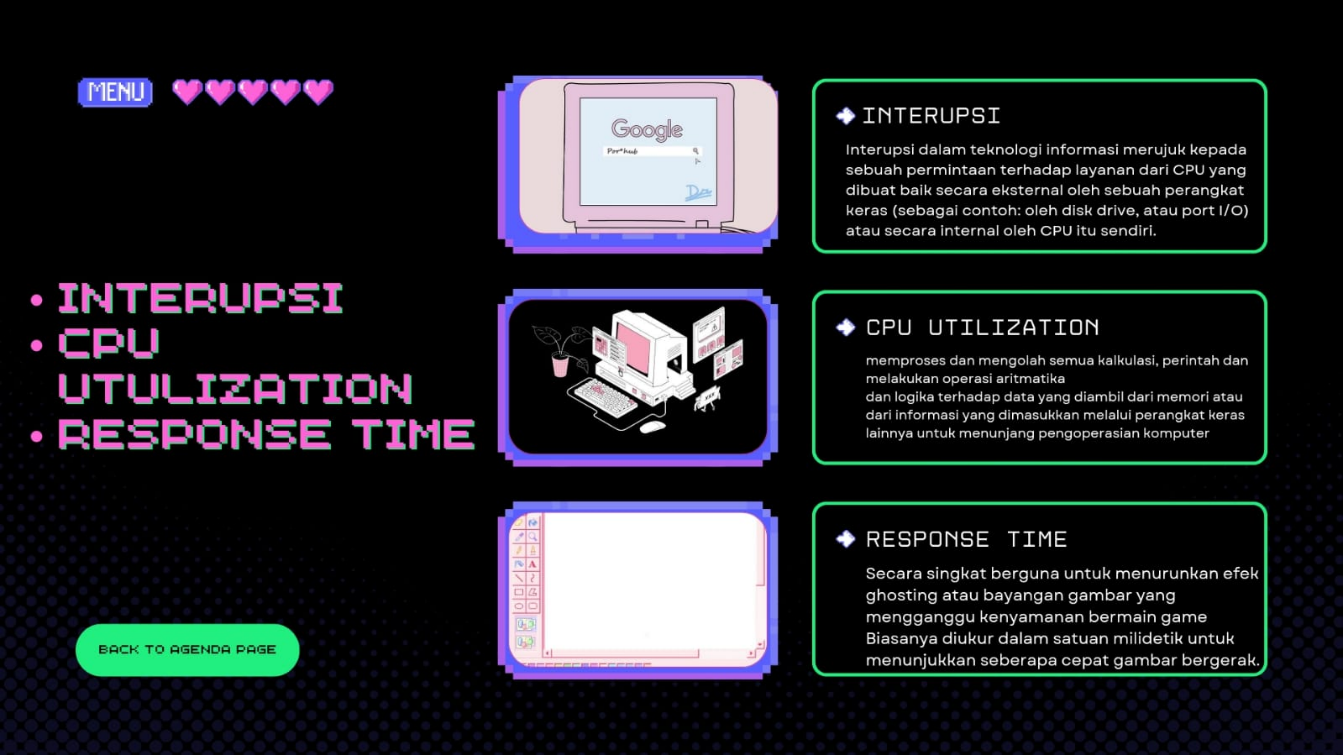 MENU
• INTERUPSI
• CPU
UTULIZATION
• RESPONSE TIME
BACK TO AGENDA PAGE
Google
Por*hub
INTERUPSI
Interupsi dalam teknologi informasi merujuk kepada
sebuah permintaan terhadap layanan dari CPU yang
dibuat baik secara eksternal oleh sebuah perangkat
keras (sebagai contoh: oleh disk drive, atau port I/O)
atau secara internal oleh CPU itu sendiri.
CPU UTILIZATION
memproses dan mengolah semua kalkulasi, perintah dan
melakukan operasi aritmatika
dan logika terhadap data yang diambil dari memori atau
dari informasi yang dimasukkan melalui perangkat keras
lainnya untuk menunjang pengoperasian komputer
A
RESPONSE TIME
Secara singkat berguna untuk menurunkan efek
ghosting atau bayangan gambar yang
mengganggu kenyamanan bermain game
Biasanya diukur dalam satuan milidetik untuk
menunjukkan seberapa cepat gambar bergerak.